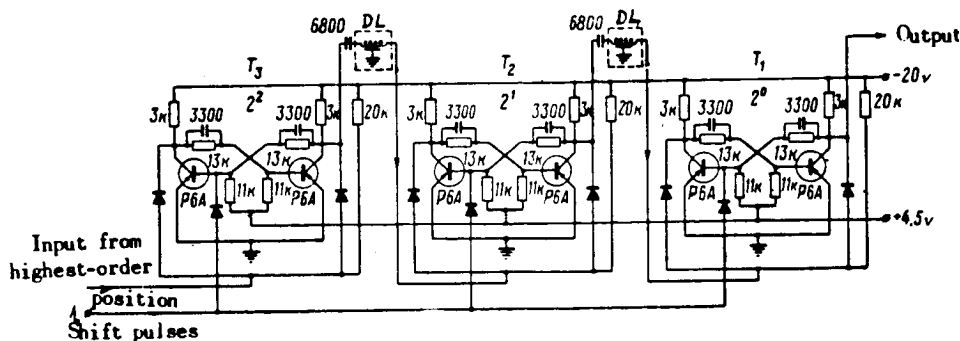 6800 DL 6800 DL
Output
T3 T2 T1
-20v
2² 2¹ 2⁰
3к 3300 3300 3к 20к 3к 3300 3300 3к 20к 3к 3300 3300 3к 20к
13к 13к 13к 13к 13к 13к
11к 11к 11к 11к 11к 11к
P6A P6A P6A P6A P6A P6A
+4,5v
Input from
highest-order
position
Shift pulses